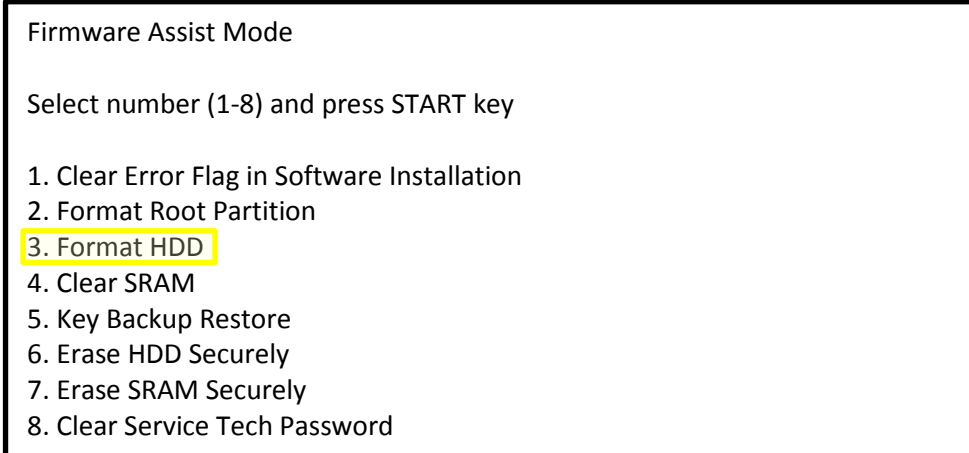 Firmware Assist Mode
Select number (1-8) and press START key
1. Clear Error Flag in Software Installation
2. Format Root Partition
3. Format HDD
4. Clear SRAM
5. Key Backup Restore
6. Erase HDD Securely
7. Erase SRAM Securely
8. Clear Service Tech Password